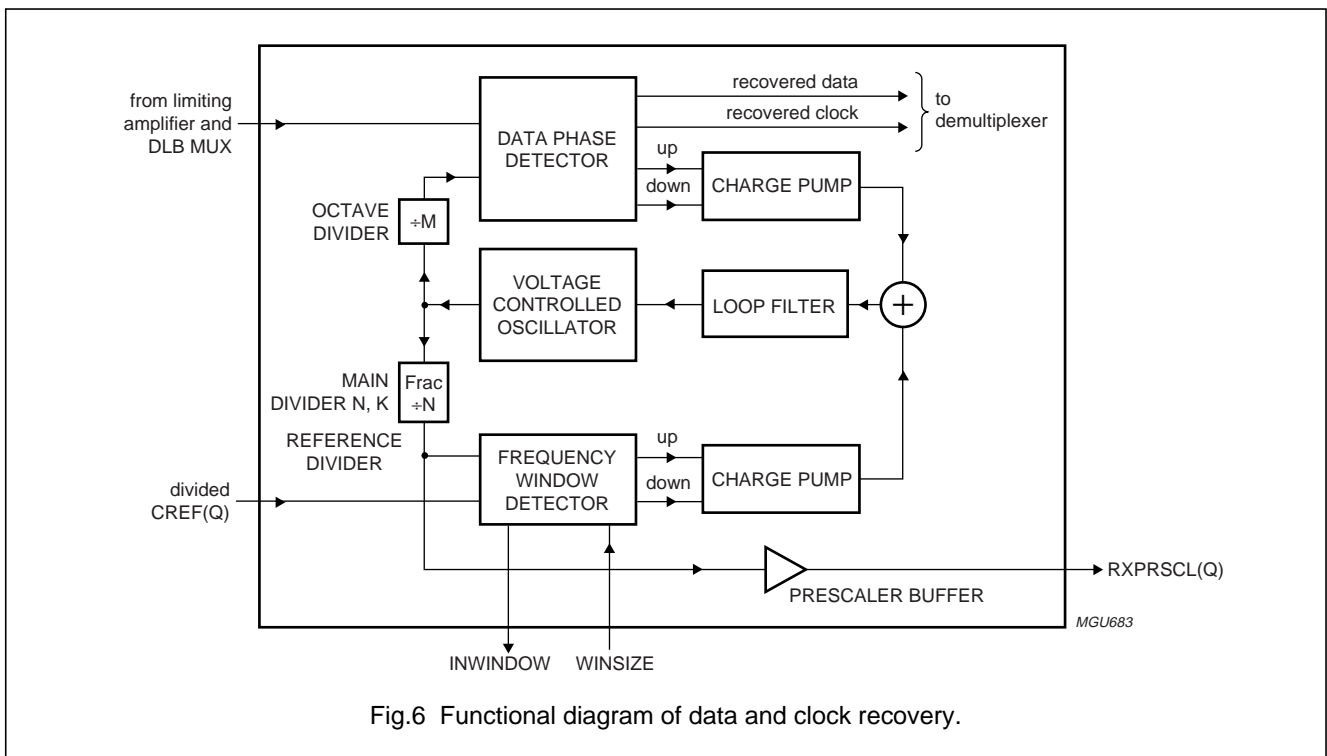 from limiting
amplifier and
DLB MUX
OCTAVE
DIVIDER
÷M
DATA PHASE
DETECTOR
recovered data
recovered clock
to
demultiplexer
up
down
CHARGE PUMP
VOLTAGE
CONTROLLED
OSCILLATOR
LOOP FILTER
+
MAIN
DIVIDER N, K
Frac
÷N
REFERENCE
DIVIDER
divided
CREF(Q)
FREQUENCY
WINDOW
DETECTOR
up
down
CHARGE PUMP
PRESCALER BUFFER
RXPRSCL(Q)
MGU683
INWINDOW
WINSIZE
Fig.6 Functional diagram of data and clock recovery.